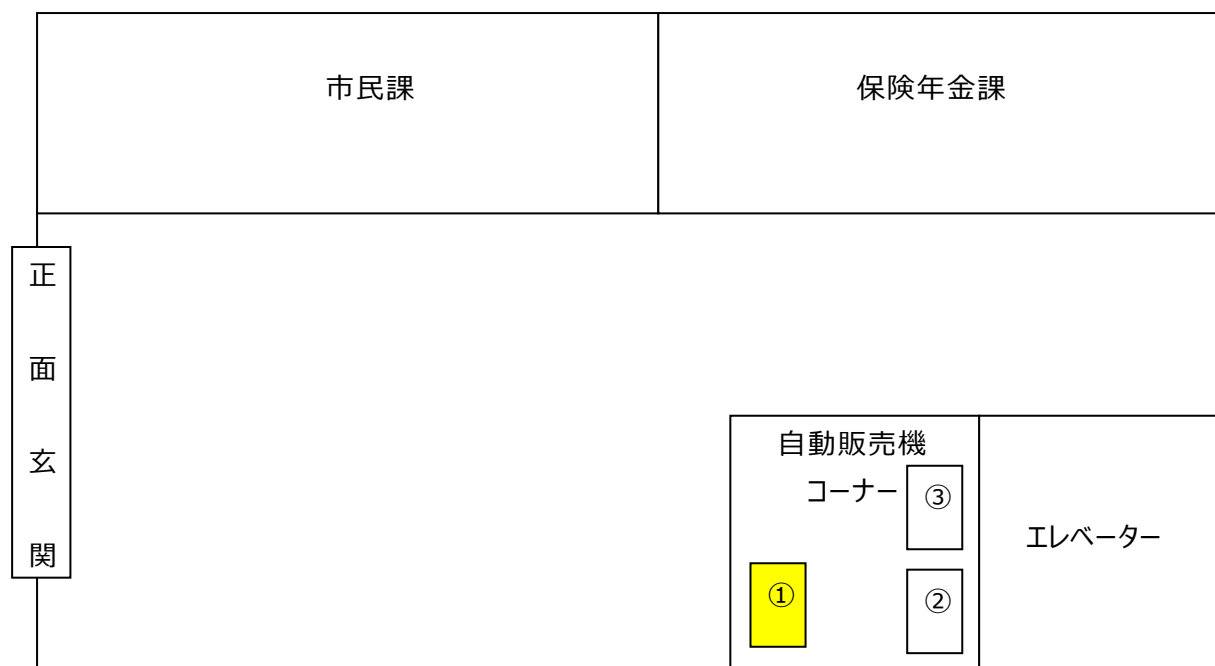 市民課
保険年金課
正面玄関
自動販売機
コーナー
③
エレベーター
①
②